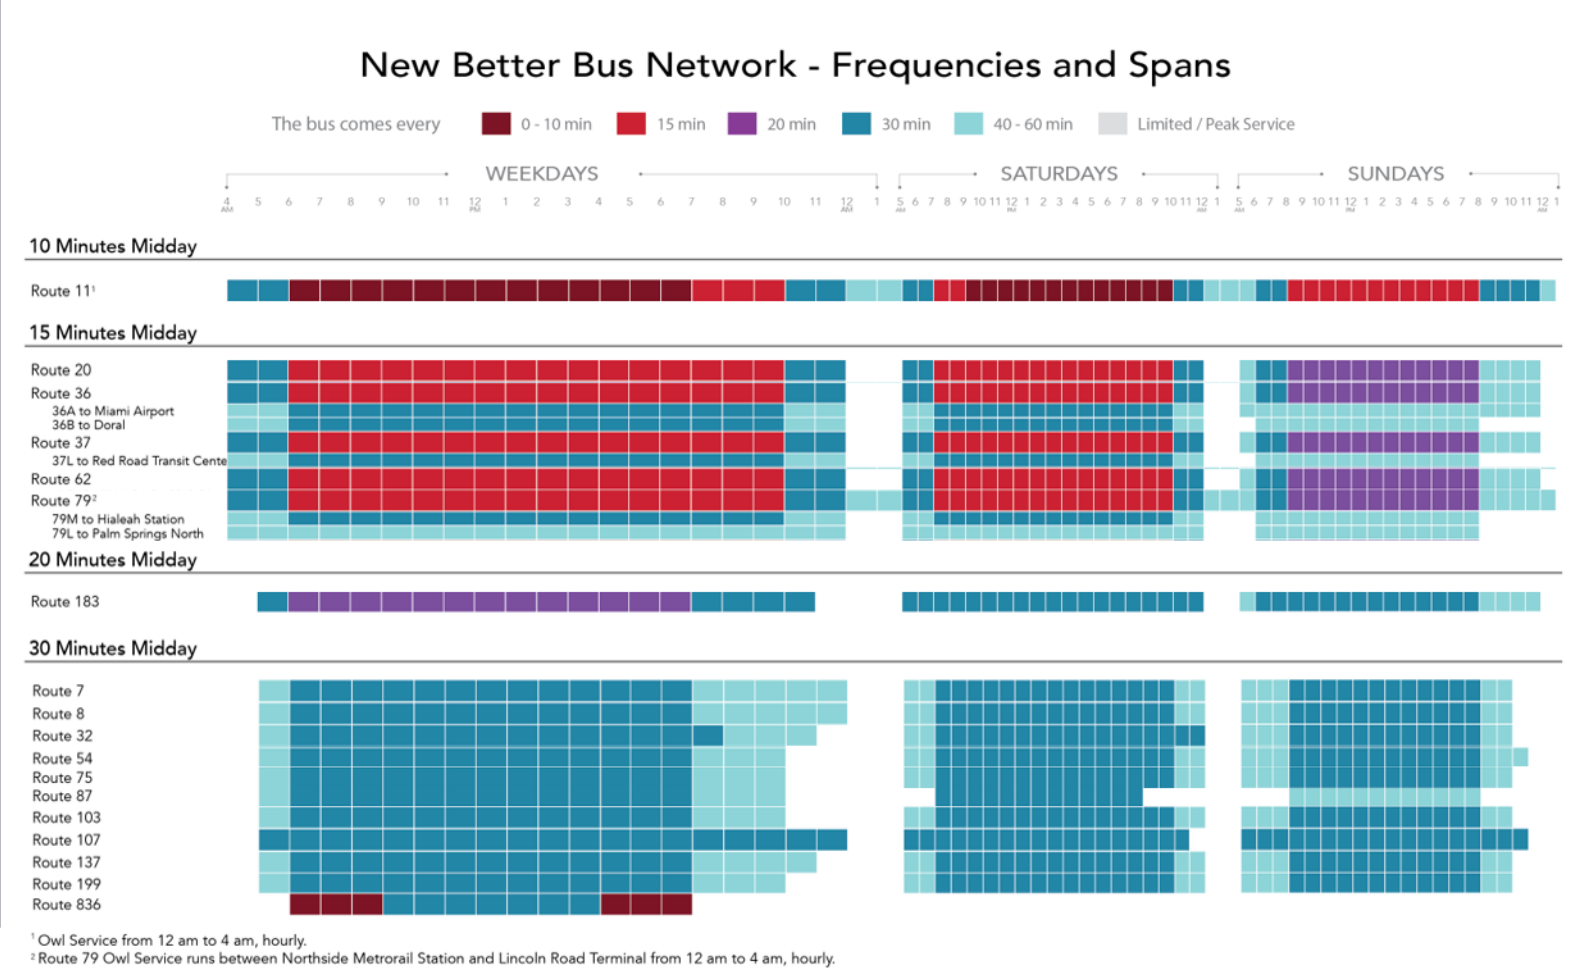 New Better Bus Network - Frequencies and Spans
The bus comes every 0 - 10 min 15 min 20 min 30 min 40 - 60 min Limited / Peak Service
WEEKDAYS SATURDAYS SUNDAYS
4 5 6 7 8 9 10 11 12 1 2 3 4 5 6 7 8 9 10 11 12 1 5 6 7 8 9 10 11 12 1 2 3 4 5 6 7 8 9 10 11 12 1 5 6 7 8 9 10 11 12 1 2 3 4 5 6 7 8 9 10 11 12 1
AM PM AM AM PM AM AM PM AM
10 Minutes Midday
Route 11¹
15 Minutes Midday
Route 20
Route 36
36A to Miami Airport
36B to Doral
Route 37
37L to Red Road Transit Cente
Route 62
Route 79²
79M to Hialeah Station
79L to Palm Springs North
20 Minutes Midday
Route 183
30 Minutes Midday
Route 7
Route 8
Route 32
Route 54
Route 75
Route 87
Route 103
Route 107
Route 137
Route 199
Route 836
¹ Owl Service from 12 am to 4 am, hourly.
² Route 79 Owl Service runs between Northside Metrorail Station and Lincoln Road Terminal from 12 am to 4 am, hourly.